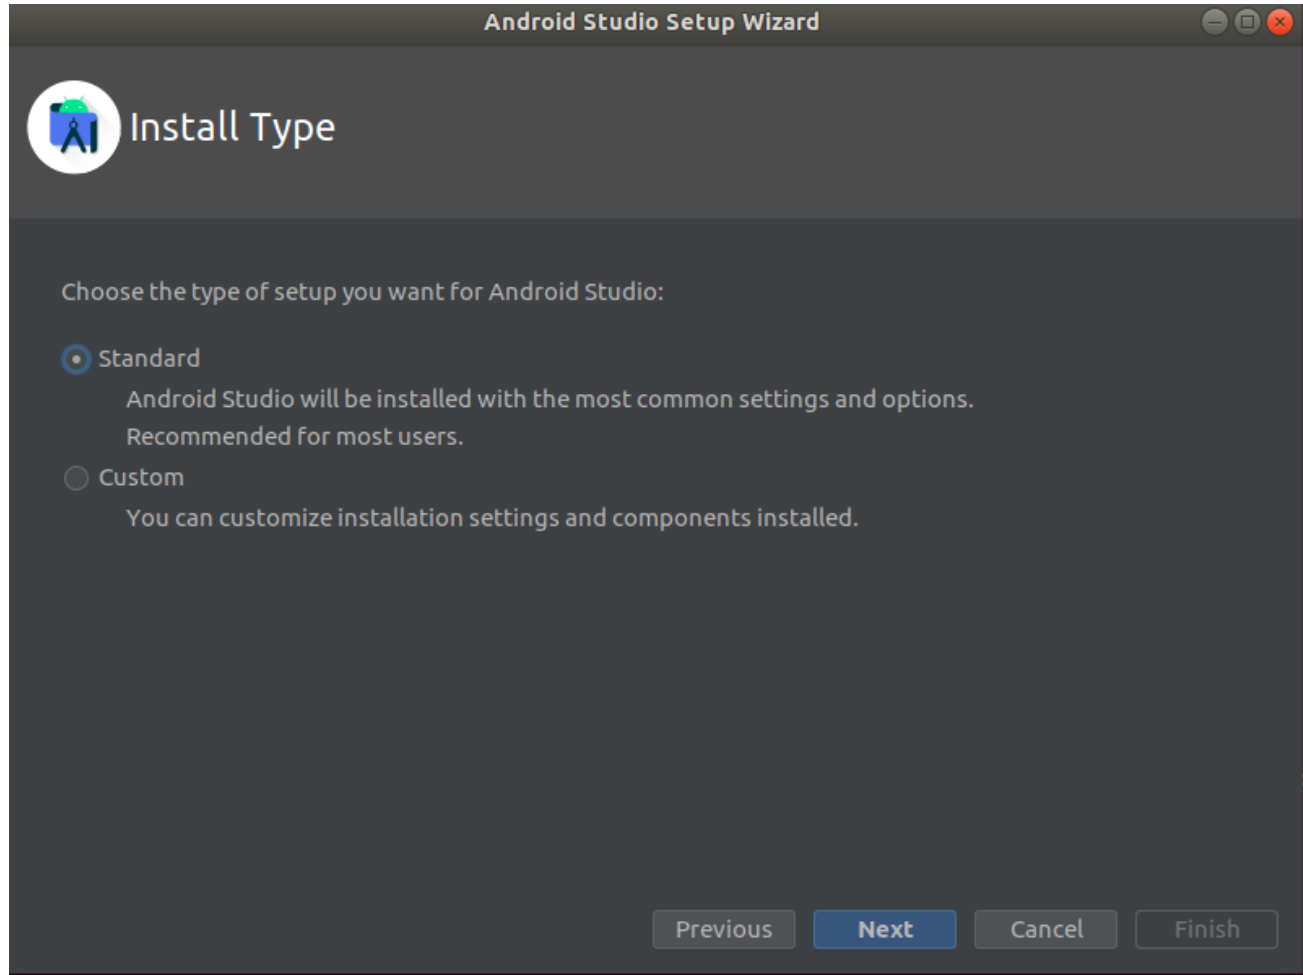 Android Studio Setup Wizard
Install Type
Choose the type of setup you want for Android Studio:
Standard
Android Studio will be installed with the most common settings and options.
Recommended for most users.
Custom
You can customize installation settings and components installed.
Previous Next Cancel Finish